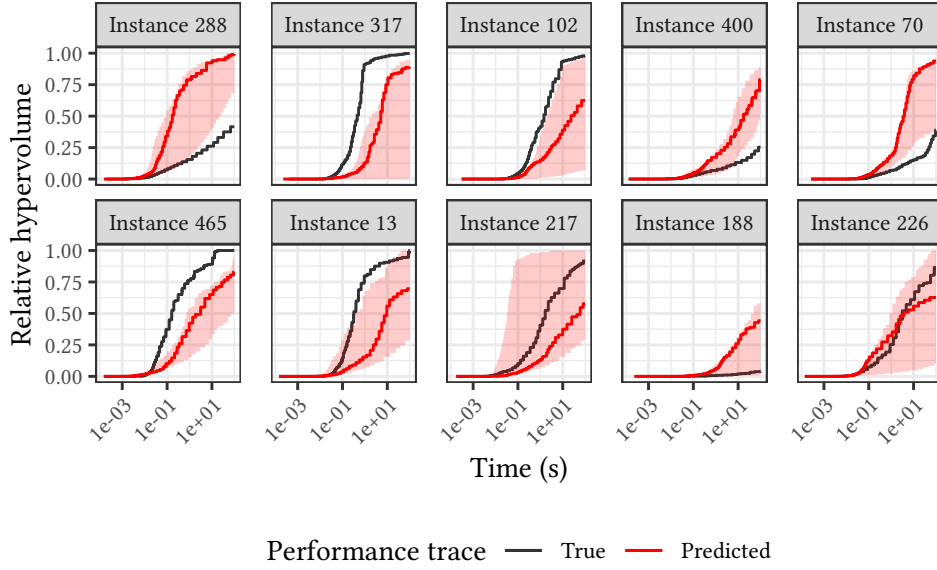 Instance 288 Instance 317 Instance 102 Instance 400 Instance 70
1.00
0.75
0.50
0.25
0.00
Instance 465 Instance 13 Instance 217 Instance 188 Instance 226
1.00
0.75
0.50
0.25
0.00
Relative hypervolume
1e-03 1e-01 1e+01 1e-03 1e-01 1e+01 1e-03 1e-01 1e+01 1e-03 1e-01 1e+01 1e-03 1e-01 1e+01
Time (s)
Performance trace True Predicted